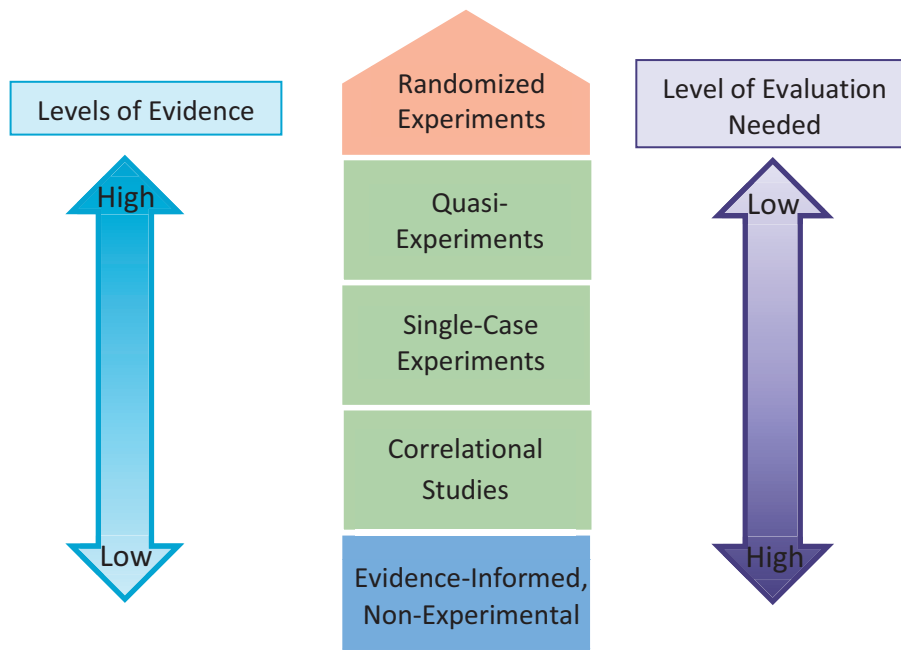 Levels of Evidence
High
Low
Randomized
Experiments
Quasi-
Experiments
Single-Case
Experiments
Correlational
Studies
Evidence-Informed,
Non-Experimental
Level of Evaluation
Needed
Low
High